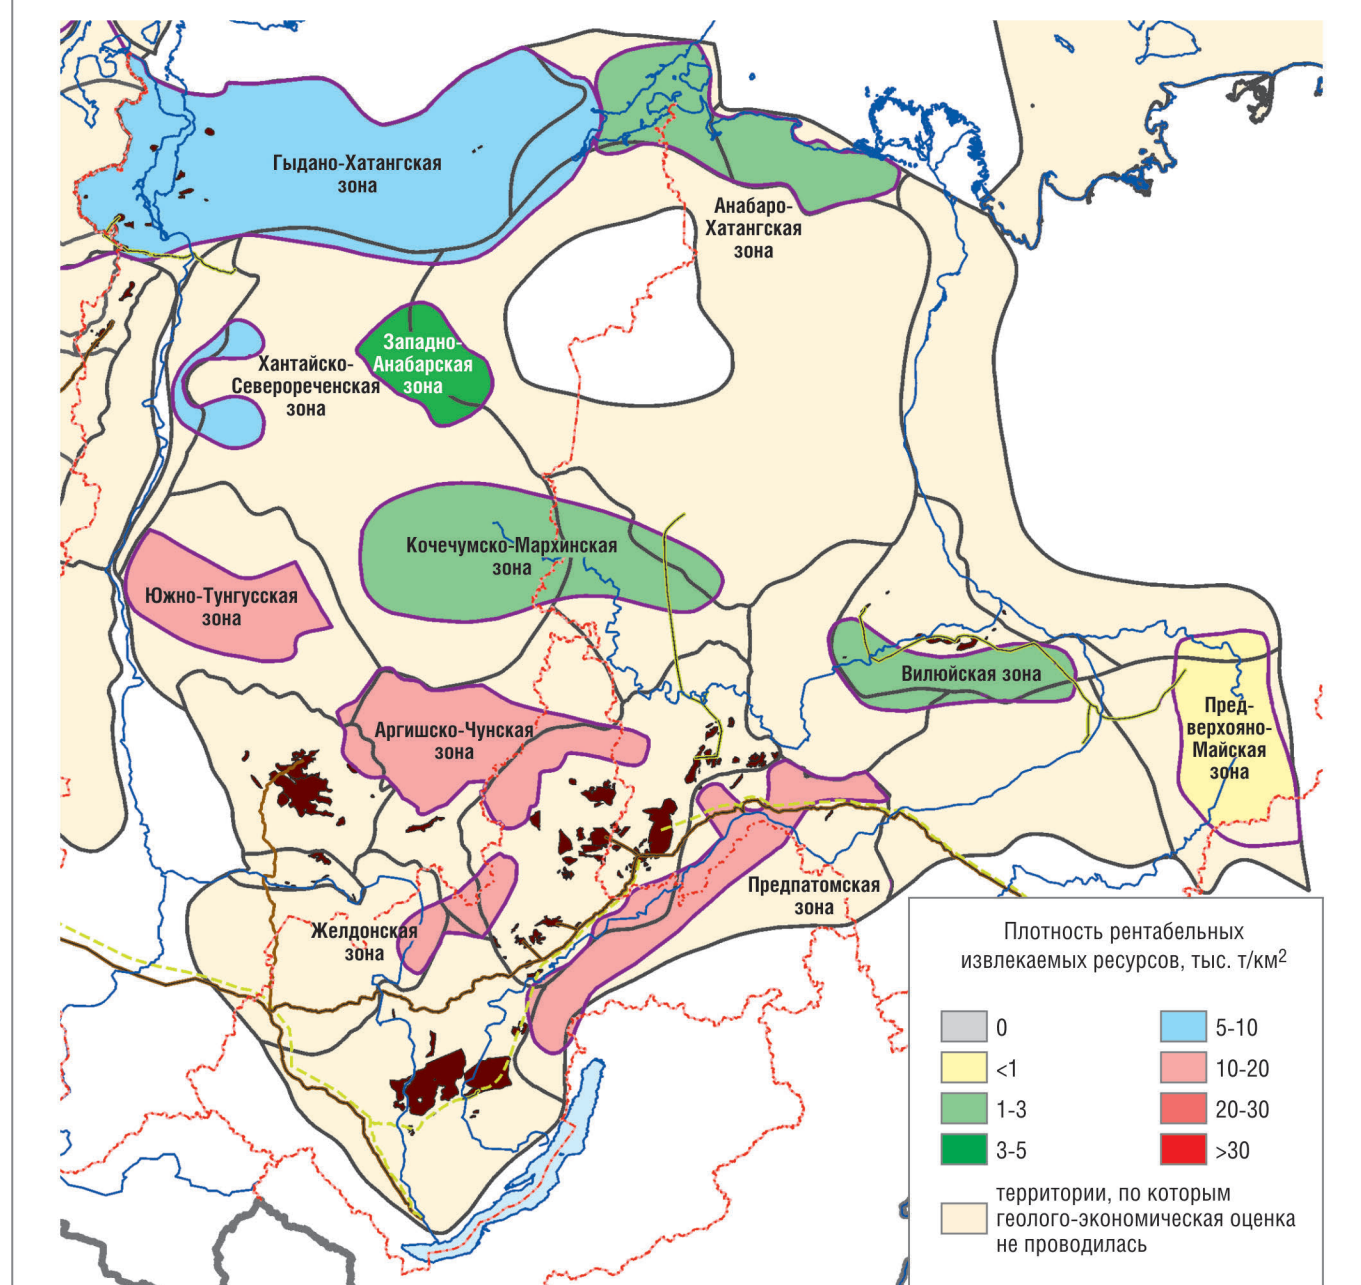 Гыдано-Хатангская
зона
Анабаро-
Хатангская
зона
Западно-
Анабарская
зона
Хантайско-
Северореченская
зона
Кочечумско-Мархинская
зона
Южно-Тунгусская
зона
Вилюйская зона
Пред-
верхояно-
Майская
зона
Аргишско-Чунская
зона
Предпатомская
зона
Желдонская
зона
Плотность рентабельных
извлекаемых ресурсов, тыс. т/км²
0
<1
1-3
3-5
5-10
10-20
20-30
>30
территории, по которым
геолого-экономическая оценка
не проводилась